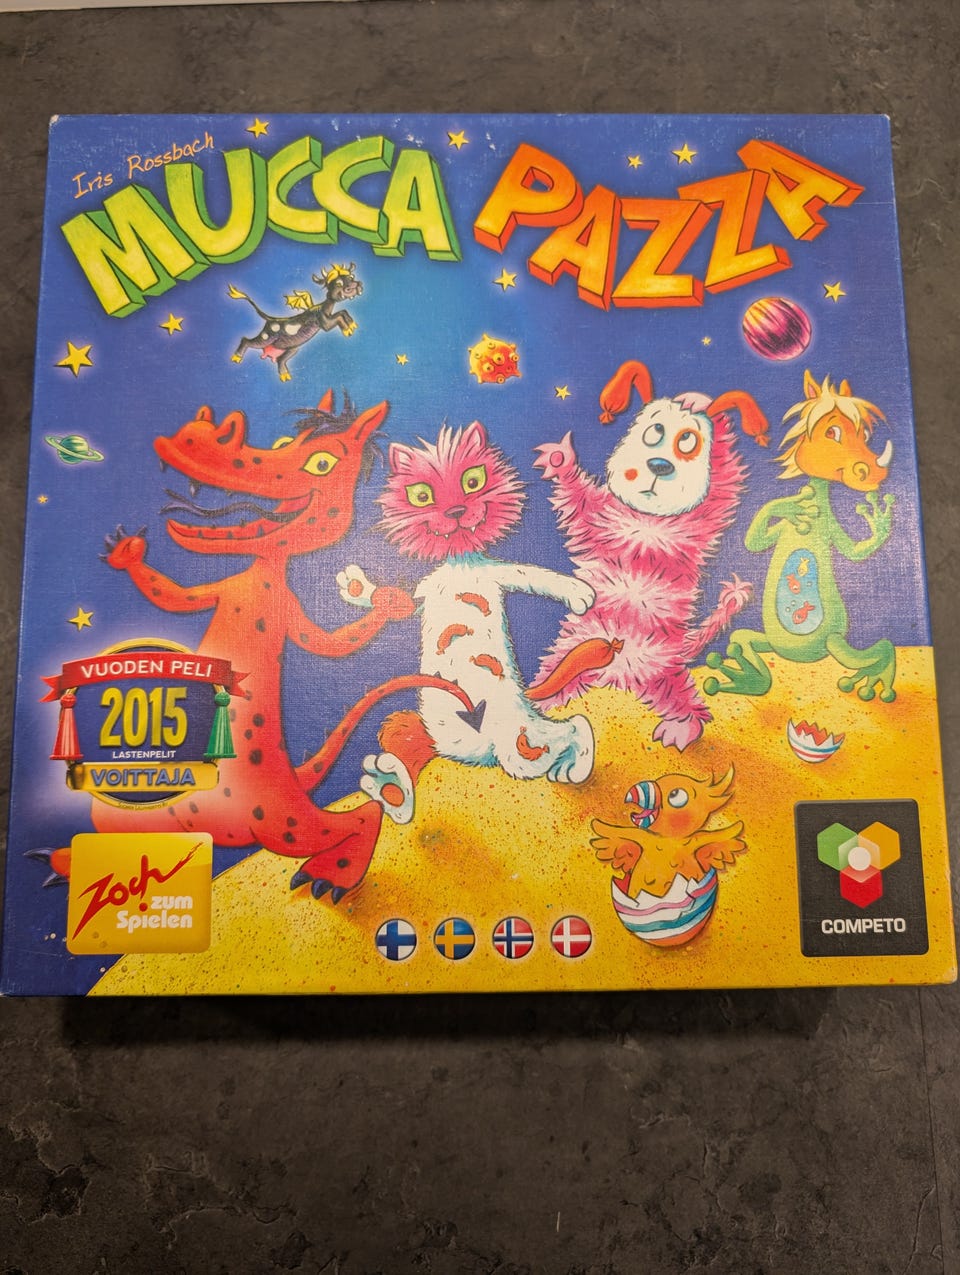 Iris Rossbach
MUCCA PAZZA
VUODEN PELI
2015
LASTENPELIT
VOITTAJA
Zoch
zum
Spielen
COMPETO